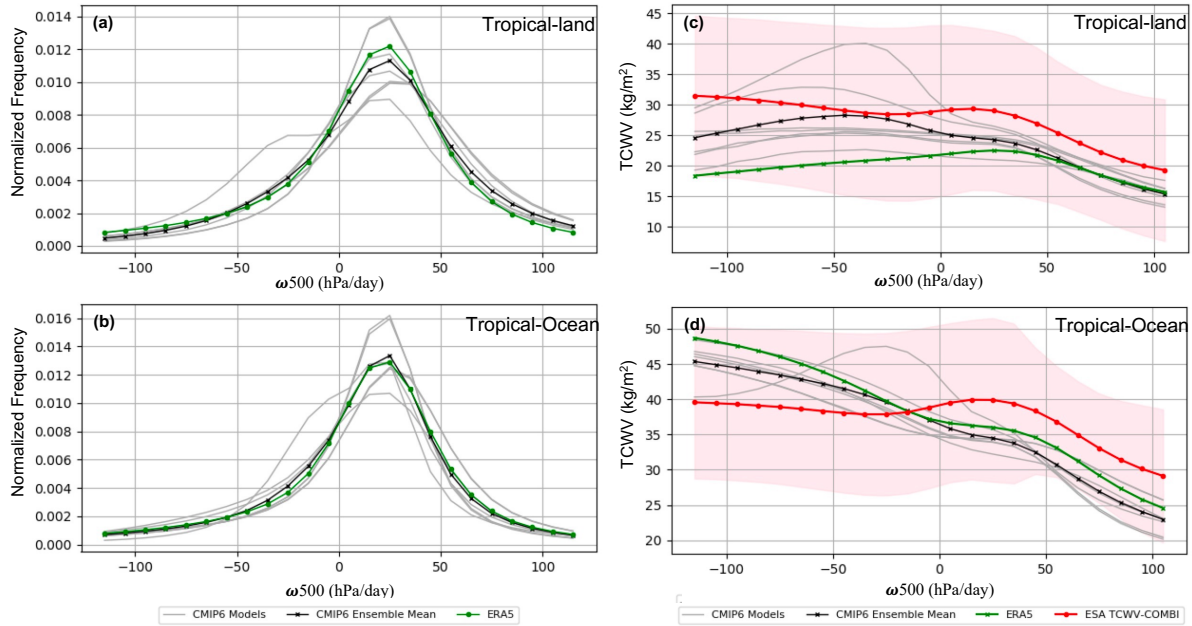 (a)
Tropical-land
Normalized Frequency
0.014
0.012
0.010
0.008
0.006
0.004
0.002
0.000
−100
−50
0
50
100
ω500 (hPa/day)
(c)
Tropical-land
TCWV (kg/m²)
45
40
35
30
25
20
15
10
−100
−50
0
50
100
ω500 (hPa/day)
(b)
Tropical-Ocean
Normalized Frequency
0.016
0.014
0.012
0.010
0.008
0.006
0.004
0.002
0.000
−100
−50
0
50
100
ω500 (hPa/day)
(d)
Tropical-Ocean
TCWV (kg/m²)
50
45
40
35
30
25
20
−100
−50
0
50
100
ω500 (hPa/day)
CMIP6 Models
CMIP6 Ensemble Mean
ERA5
CMIP6 Models
CMIP6 Ensemble Mean
ERA5
ESA TCWV-COMBI